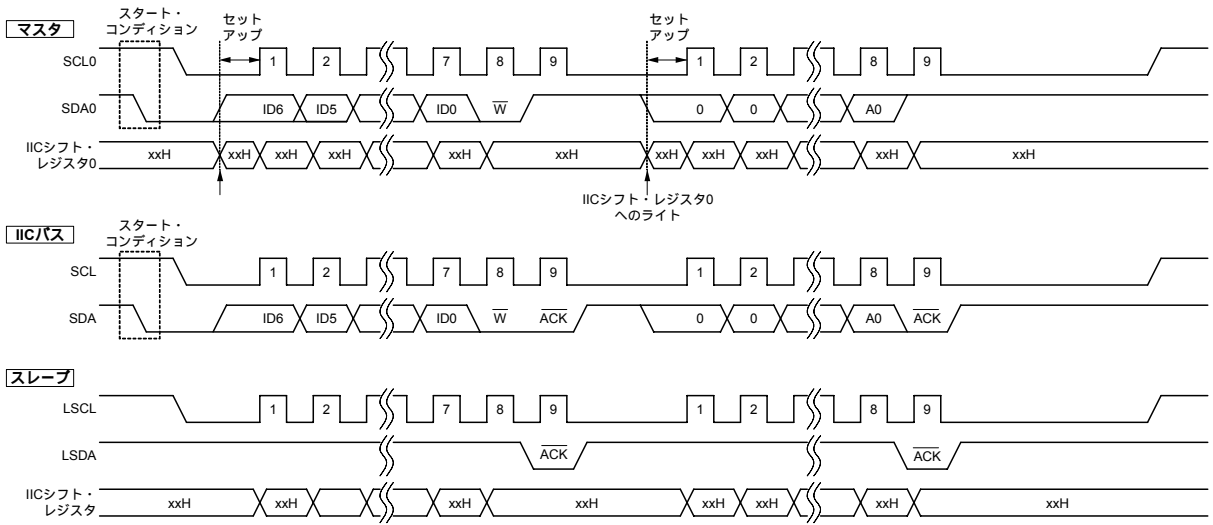 マスタ
スタート・
コンディション
セット
アップ
セット
アップ
SCL0 1 2 7 8 9 1 2 8 9
SDA0 ID6 ID5 ID0 W 0 0 A0
IICシフト・
レジスタ0
xxH xxH xxH xxH xxH xxH xxH xxH xxH xxH xxH
IICシフト・レジスタ0
へのライト
IICバス
スタート・
コンディション
SCL 1 2 7 8 9 1 2 8 9
SDA ID6 ID5 ID0 W ACK 0 0 A0 ACK
スレーブ
LSCL 1 2 7 8 9 1 2 8 9
LSDA ACK ACK
IICシフト・
レジスタ
xxH xxH xxH xxH xxH xxH xxH xxH